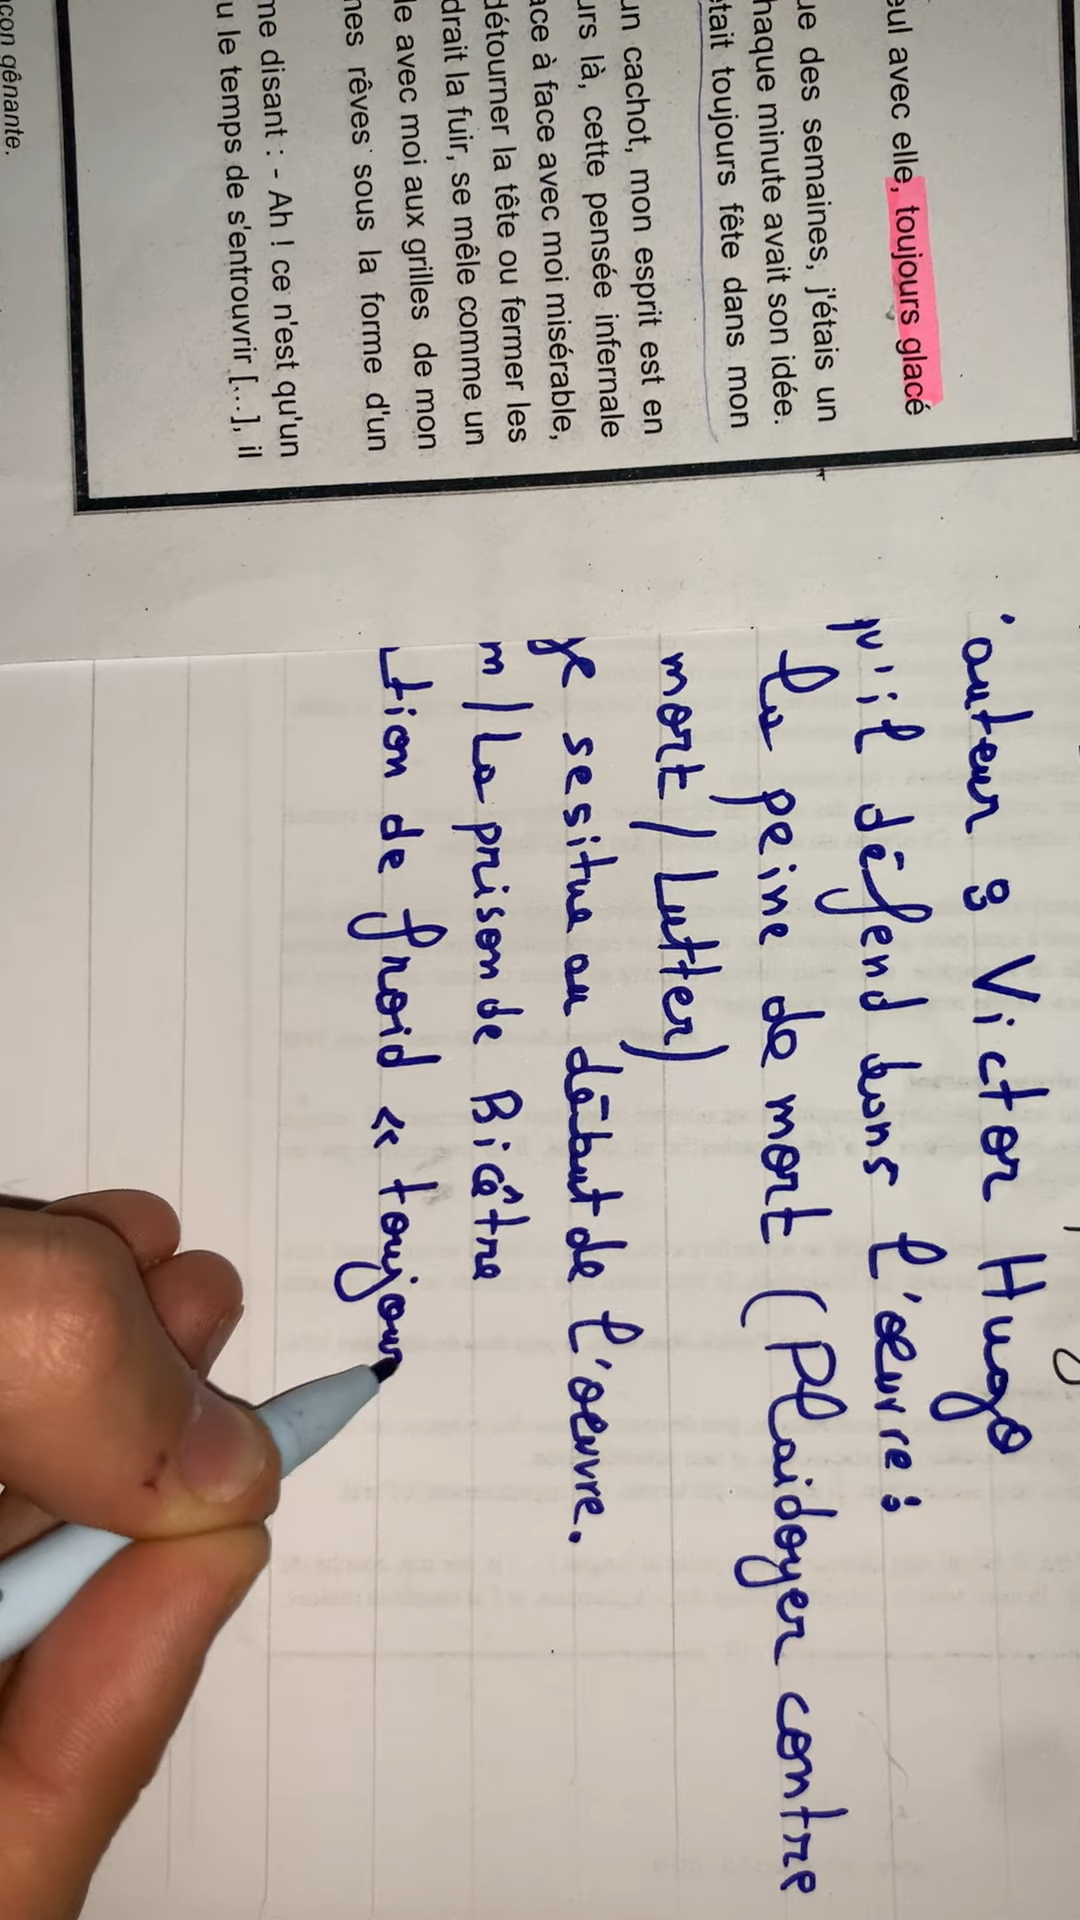 eul avec elle, toujours glacé
ue des semaines, j'étais un
haque minute avait son idée.
était toujours fête dans mon
un cachot, mon esprit est en
urs là, cette pensée infernale
ace à face avec moi misérable,
détourner la tête ou fermer les
drait la fuir, se mêle comme un
le avec moi aux grilles de mon
nes rêves sous la forme d'un
me disant : - Ah ! ce n'est qu'un
u le temps de s'entrouvrir [...], il
çon gênante.
'auteur : Victor Hugo
u'il défend dans l'œuvre :
la peine de mort (Plaidoyer contre
mort / Lutter)
se situe au début de l'oeuvre.
m / La prison de Bicêtre
tion de froid « toujour